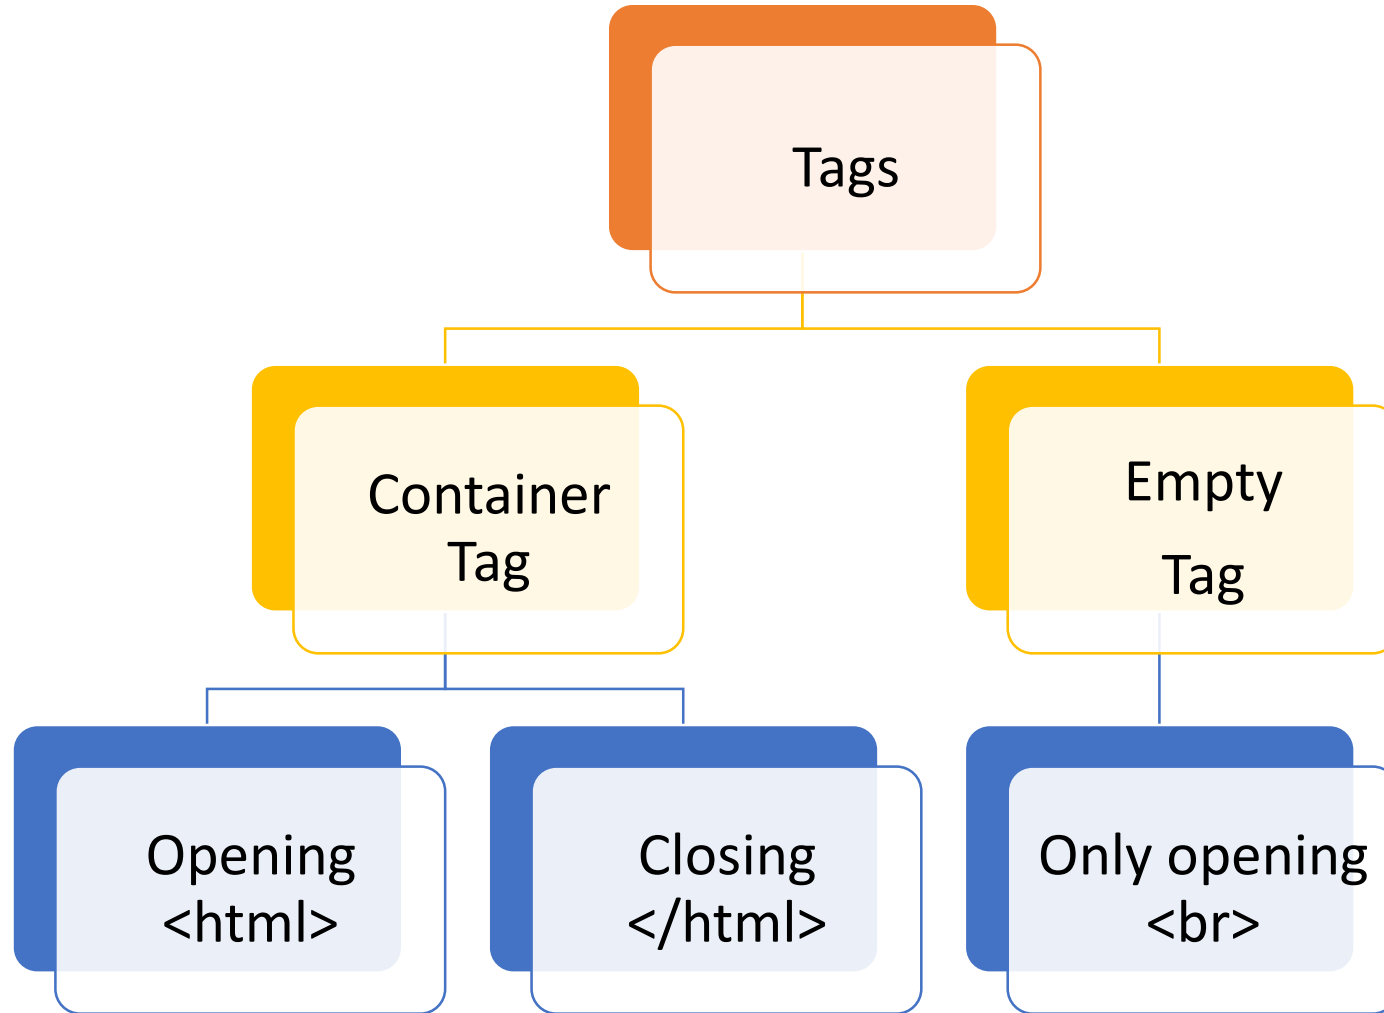 Tags
Container
Tag
Empty
Tag
Opening
<html>
Closing
</html>
Only opening
<br>